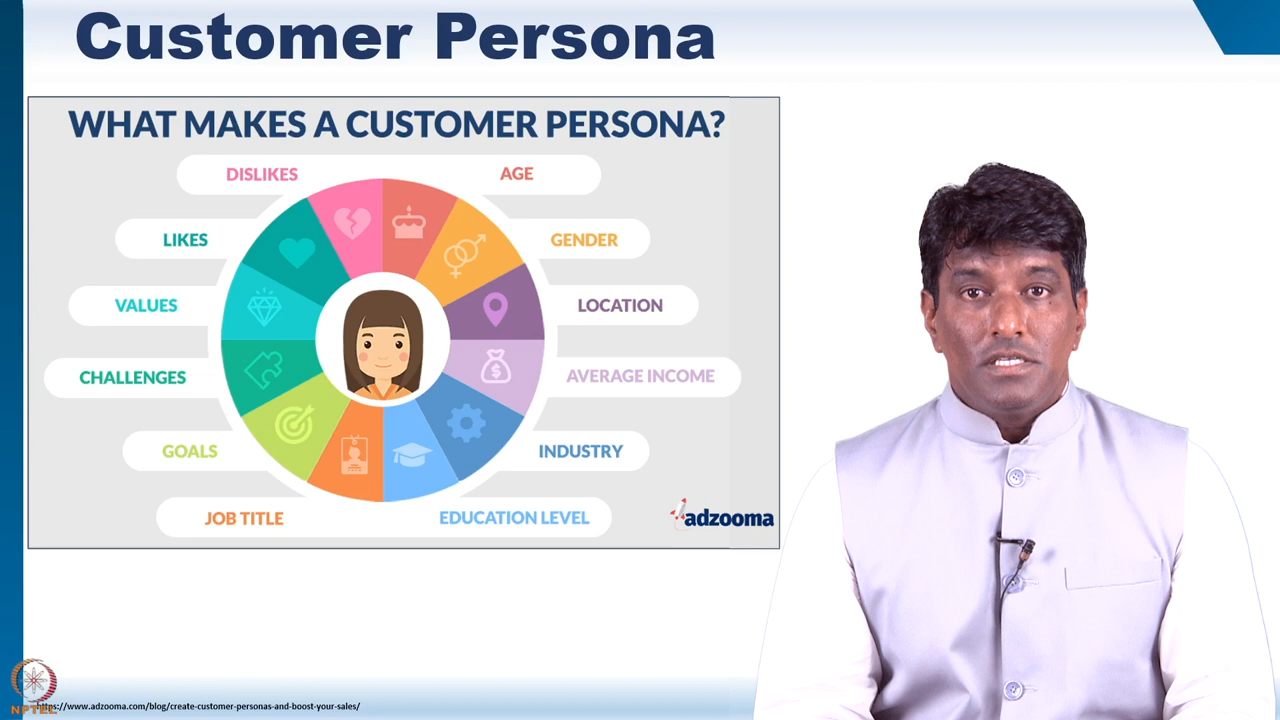 Customer Persona
WHAT MAKES A CUSTOMER PERSONA?
DISLIKES
AGE
LIKES
GENDER
VALUES
LOCATION
CHALLENGES
AVERAGE INCOME
GOALS
INDUSTRY
JOB TITLE
EDUCATION LEVEL
adzooma
NPTEL
https://www.adzooma.com/blog/create-customer-personas-and-boost-your-sales/